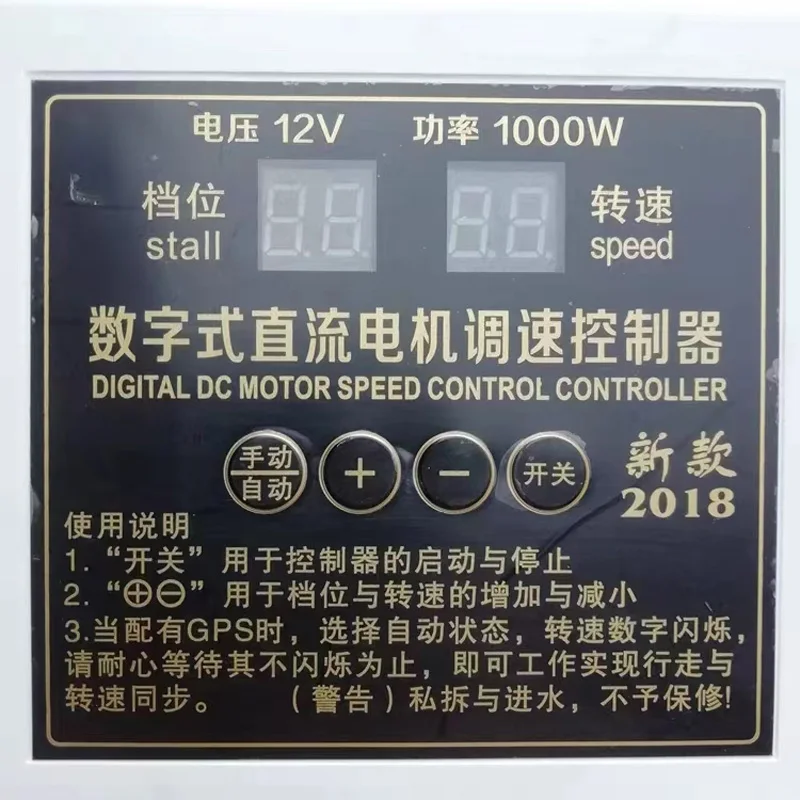 电压 12V 功率 1000W
档位 转速
stall speed
数字式直流电机调速控制器
DIGITAL DC MOTOR SPEED CONTROL CONTROLLER
手动
自动
+
-
开关
新款
2018
使用说明
1. “开关”用于控制器的启动与停止
2. “⊕⊖”用于档位与转速的增加与减小
3.当配有GPS时，选择自动状态，转速数字闪烁，
请耐心等待其不闪烁为止，即可工作实现行走与
转速同步。 （警告）私拆与进水，不予保修!